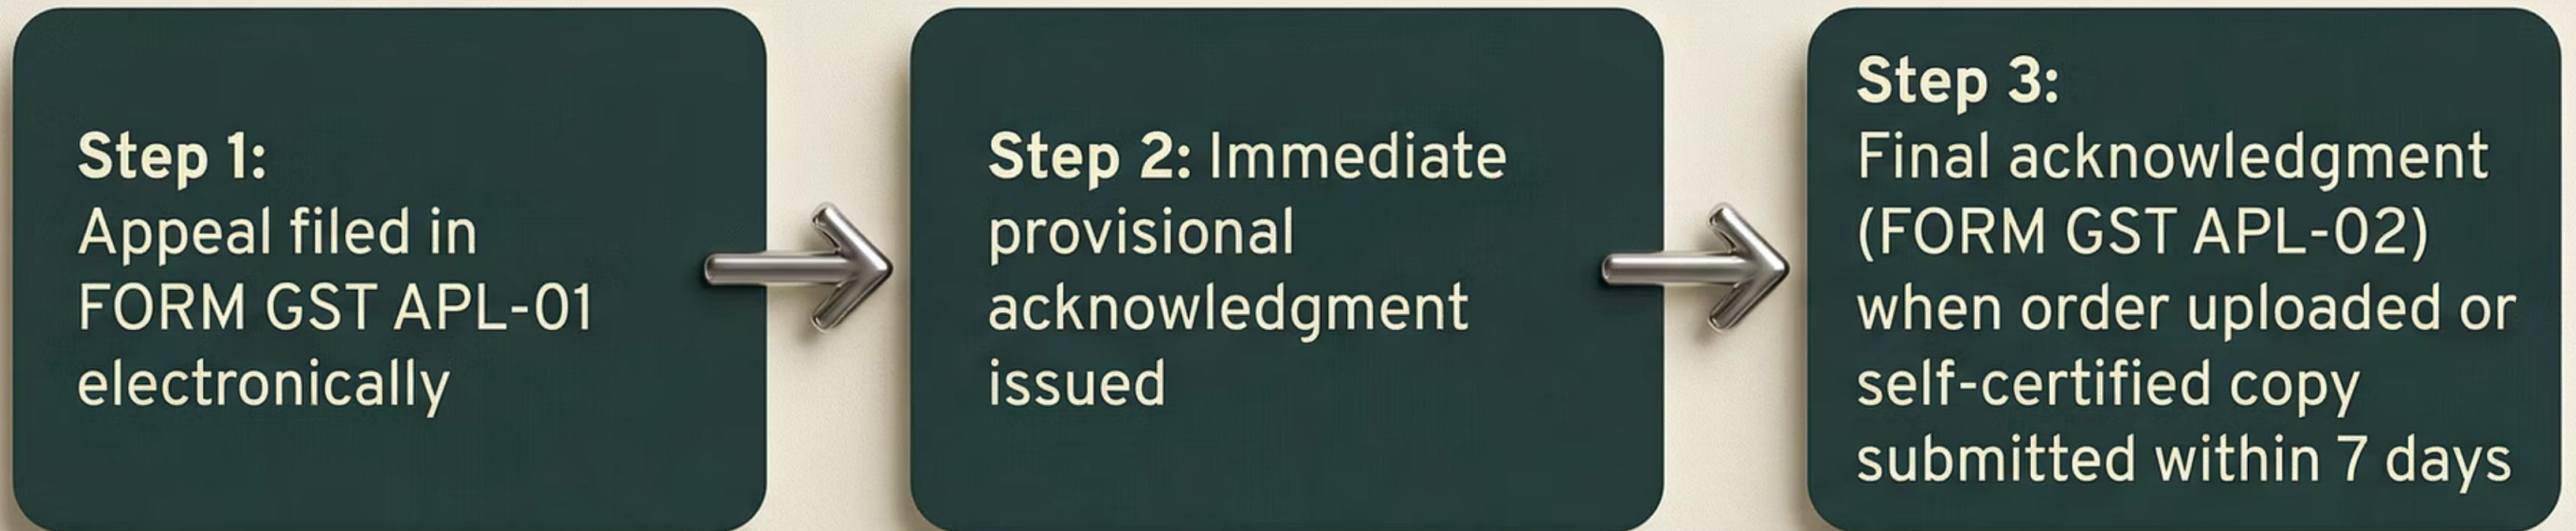 Step 1:
Appeal filed in
FORM GST APL-01
electronically
Step 2: Immediate
provisional
acknowledgment
issued
Step 3:
Final acknowledgment
(FORM GST APL-02)
when order uploaded or
self-certified copy
submitted within 7 days